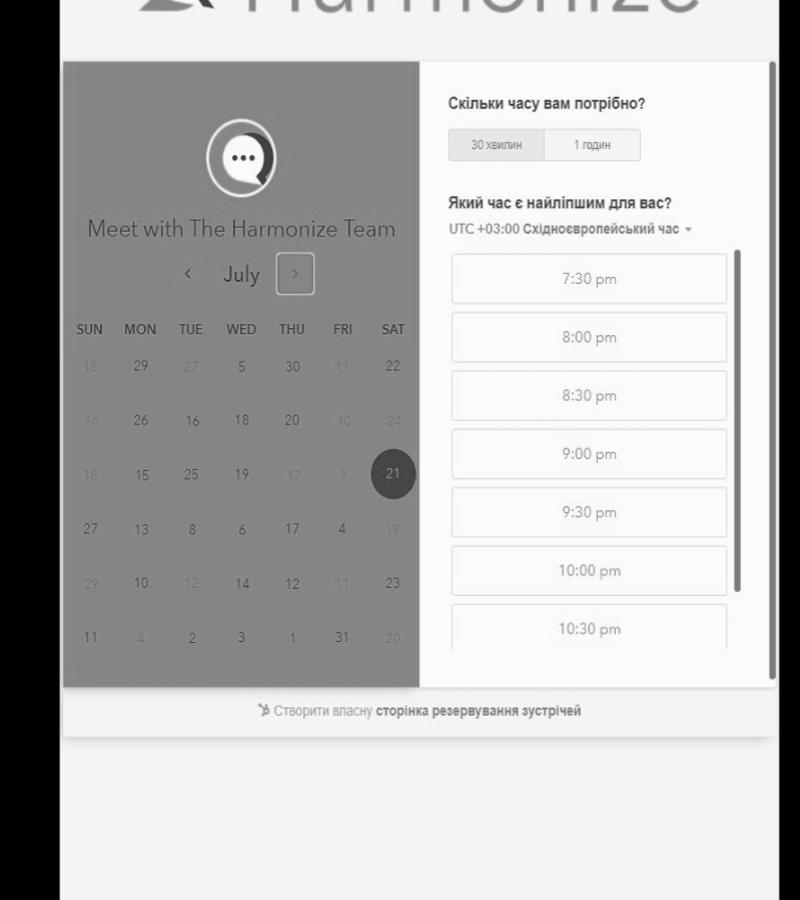 Harmonize
Meet with The Harmonize Team
July
SUN MON TUE WED THU FRI SAT
18 29 27 5 30 11 22
16 26 16 18 20 10 24
18 15 25 19 17 9 21
27 13 8 6 17 4 19
29 10 12 14 12 11 23
11 4 2 3 1 31 20
Скільки часу вам потрібно?
30 хвилин 1 годин
Який час є найліпшим для вас?
UTC +03:00 Східноєвропейський час
7:30 pm
8:00 pm
8:30 pm
9:00 pm
9:30 pm
10:00 pm
10:30 pm
Створити власну сторінка резервування зустрічей